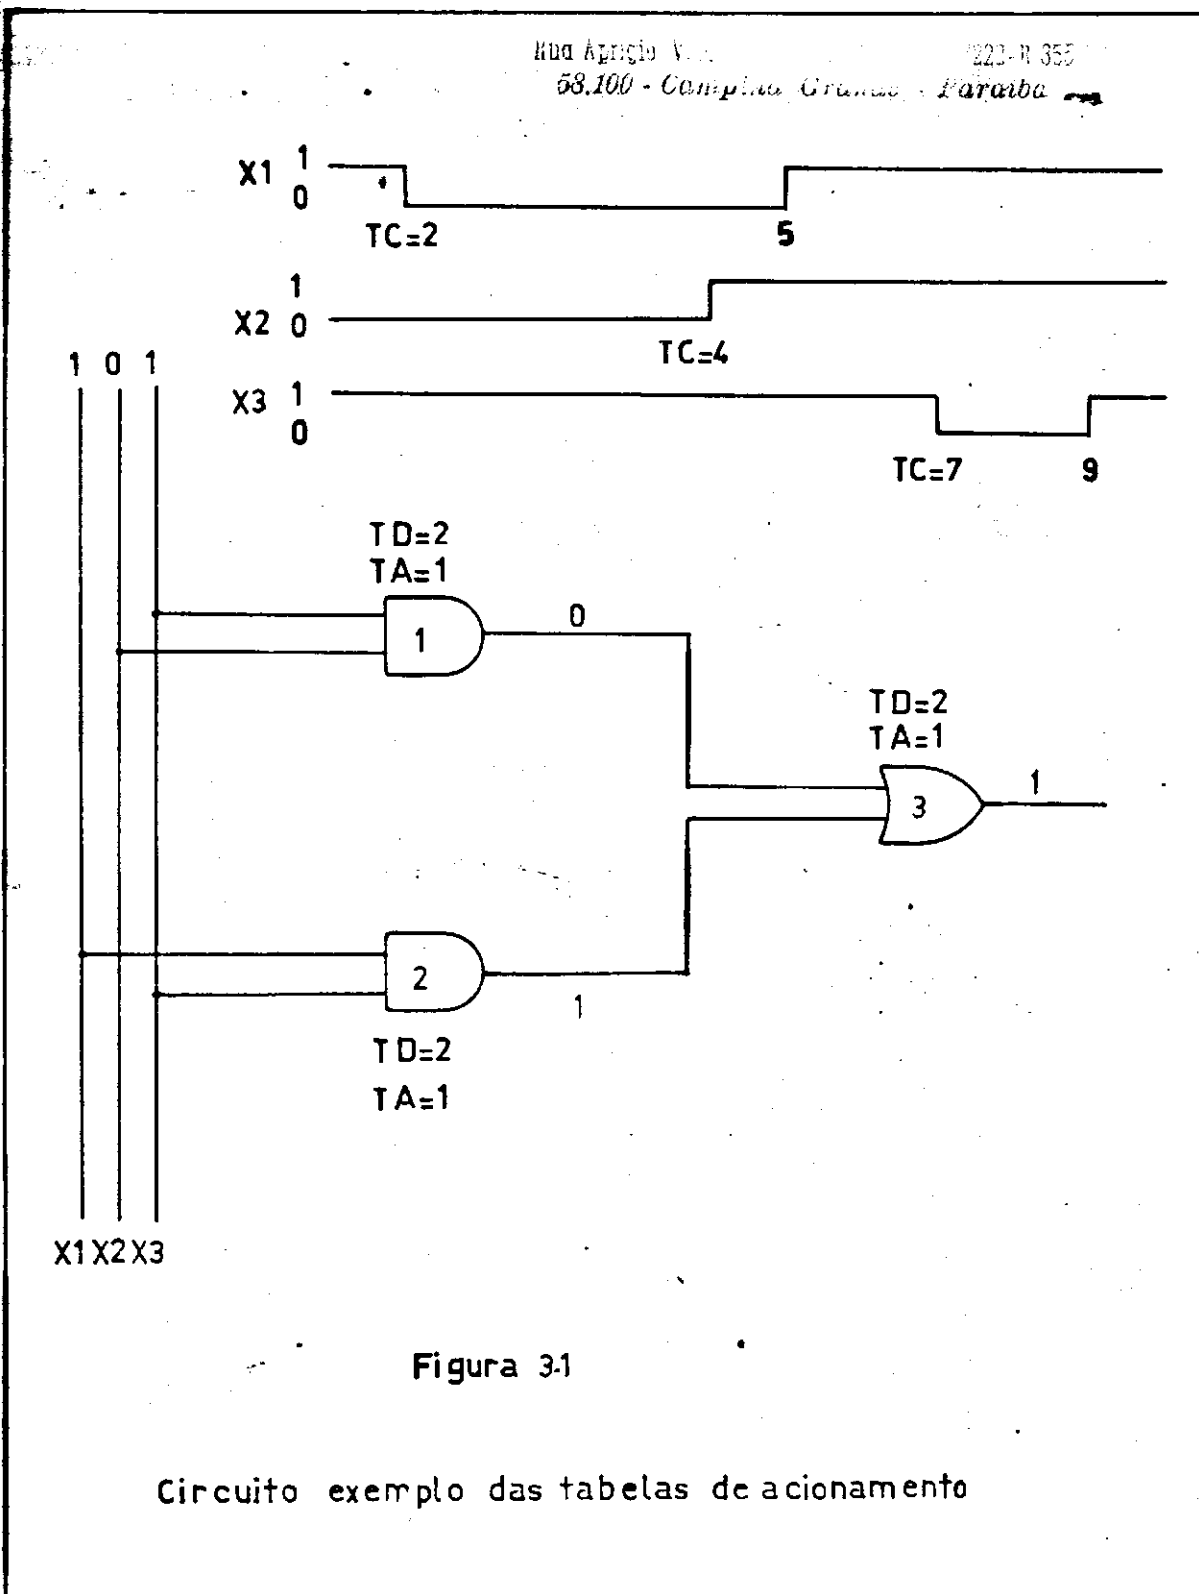 58.100 - Campina Grande - Paraíba
X1 1
0
TC=2 5
1
X2 0
TC=4
1 0 1
X3 1
0
TC=7 9
TD=2
TA=1
1
0
TD=2
TA=1
3
1
2
1
TD=2
TA=1
X1 X2 X3
Figura 3.1
Circuito exemplo das tabelas de acionamento